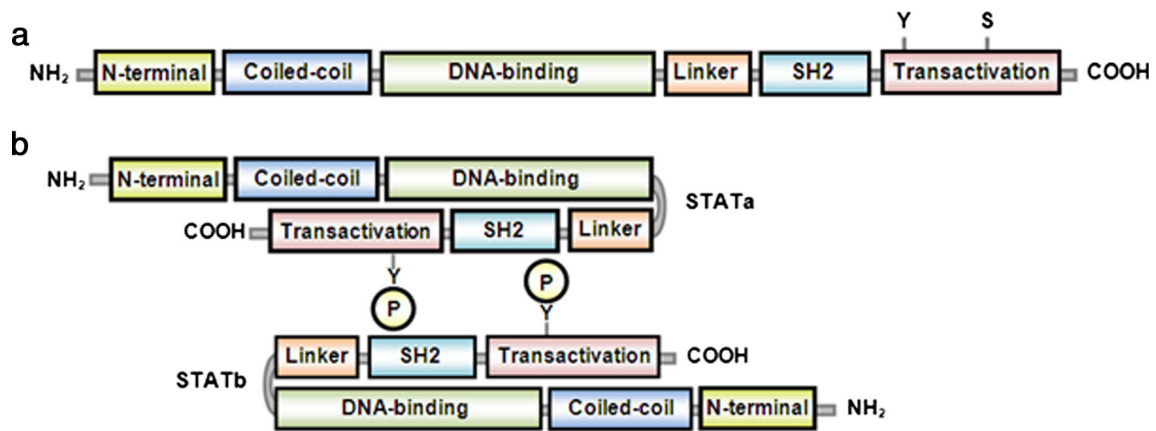 a
Y S
NH₂ N-terminal Coiled-coil DNA-binding Linker SH2 Transactivation COOH
b
NH₂ N-terminal Coiled-coil DNA-binding
STATa
COOH Transactivation SH2 Linker
Y P
P Y
Linker SH2 Transactivation COOH
STATb
DNA-binding Coiled-coil N-terminal NH₂